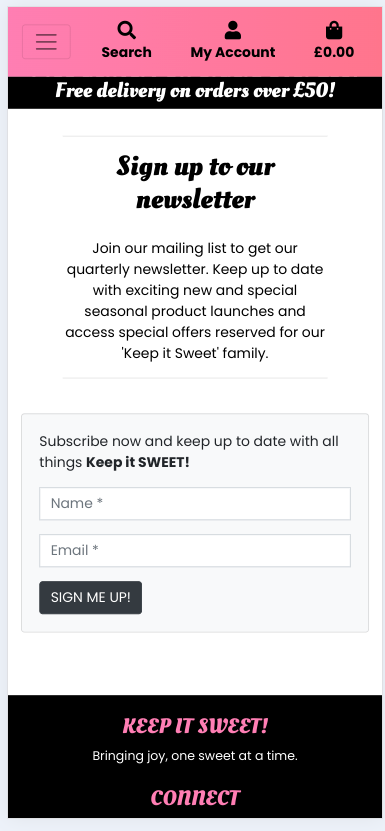 Search My Account £0.00
Free delivery on orders over £50!
Sign up to our
newsletter
Join our mailing list to get our
quarterly newsletter. Keep up to date
with exciting new and special
seasonal product launches and
access special offers reserved for our
'Keep it Sweet' family.
Subscribe now and keep up to date with all
things Keep it SWEET!
Name *
Email *
SIGN ME UP!
KEEP IT SWEET!
Bringing joy, one sweet at a time.
CONNECT